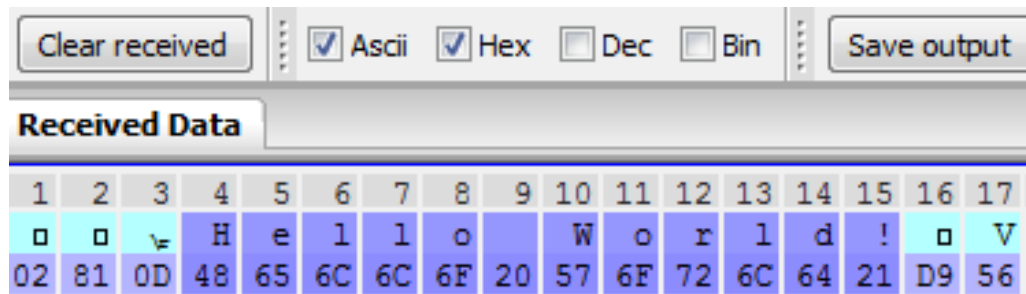 Clear received Ascii Hex Dec Bin Save output
Received Data
1 2 3 4 5 6 7 8 9 10 11 12 13 14 15 16 17
H e l l o W o r l d ! V
02 81 0D 48 65 6C 6C 6F 20 57 6F 72 6C 64 21 D9 56